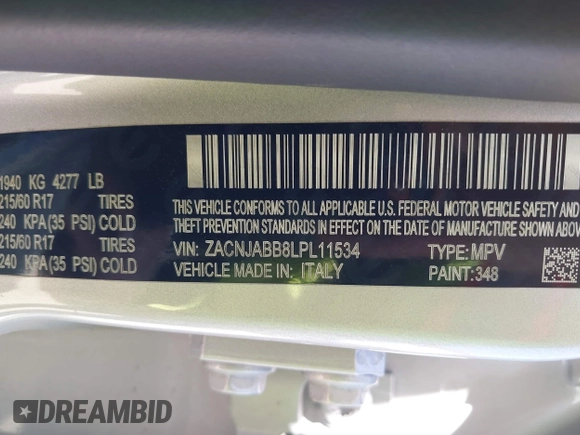 1940 KG 4277 LB
215/60 R17 TIRES
240 KPA(35 PSI) COLD
215/60 R17 TIRES
240 KPA(35 PSI) COLD
THIS VEHICLE CONFORMS TO ALL APPLICABLE U.S. FEDERAL MOTOR VEHICLE SAFETY AND
THEFT PREVENTION STANDARDS IN EFFECT ON THE DATE OF MANUFACTURE SHOWN ABOVE
VIN: ZACNJABB8LPL11534 TYPE: MPV
VEHICLE MADE IN: ITALY PAINT: 348
DREAMBID